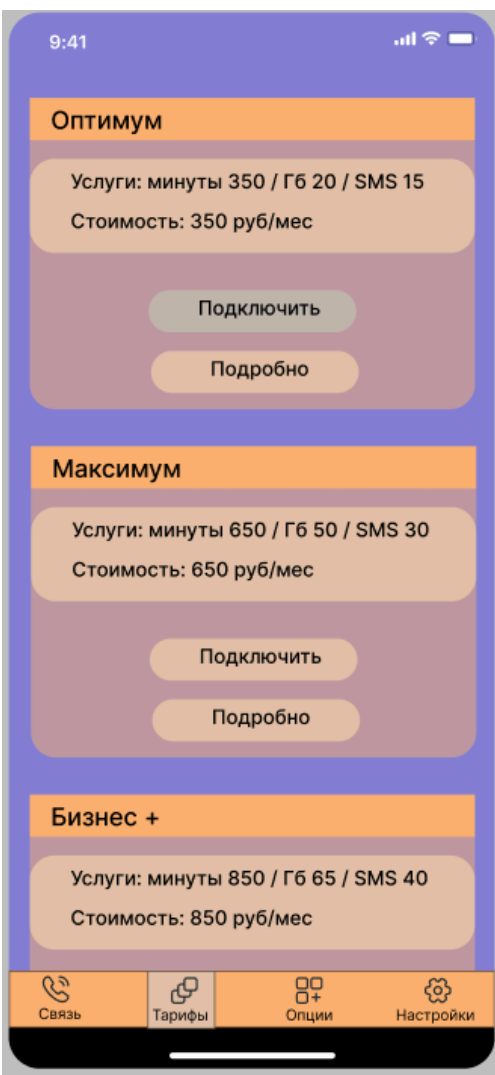 9:41
Оптимум
Услуги: минуты 350 / Гб 20 / SMS 15
Стоимость: 350 руб/мес
Подключить
Подробно
Максимум
Услуги: минуты 650 / Гб 50 / SMS 30
Стоимость: 650 руб/мес
Подключить
Подробно
Бизнес +
Услуги: минуты 850 / Гб 65 / SMS 40
Стоимость: 850 руб/мес
Связь Тарифы Опции Настройки